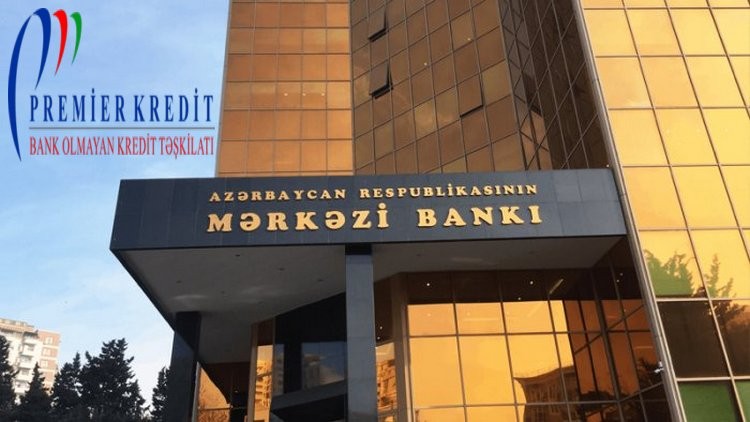 PREMIER KREDIT
BANK OLMAYAN KREDİT TƏŞKİLATI
AZƏRBAYCAN RESPUBLİKASININ
MƏRKƏZİ BANKI